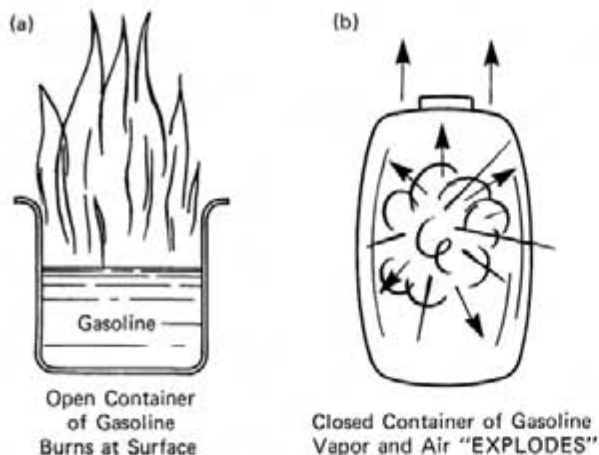 (a)
(b)
Gasoline
Open Container
of Gasoline
Burns at Surface
Closed Container of Gasoline
Vapor and Air "EXPLODES"